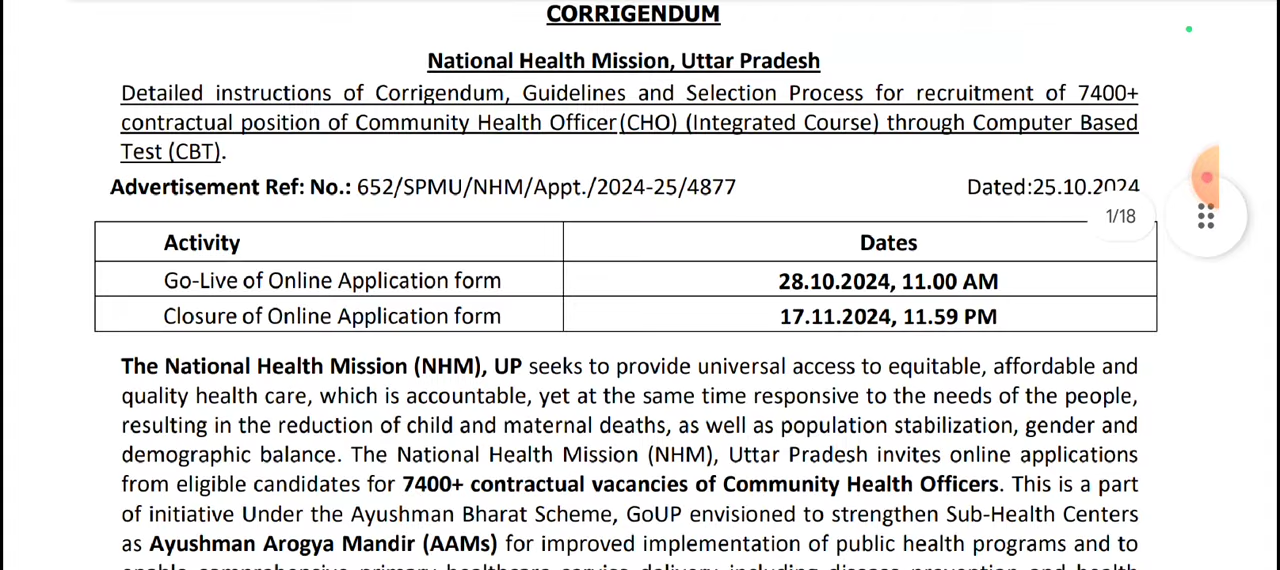 CORRIGENDUM
National Health Mission, Uttar Pradesh
Detailed instructions of Corrigendum, Guidelines and Selection Process for recruitment of 7400+
contractual position of Community Health Officer(CHO) (Integrated Course) through Computer Based
Test (CBT).
Advertisement Ref: No.: 652/SPMU/NHM/Appt./2024-25/4877 Dated:25.10.2024
1/18
Activity Dates
Go-Live of Online Application form 28.10.2024, 11.00 AM
Closure of Online Application form 17.11.2024, 11.59 PM
The National Health Mission (NHM), UP seeks to provide universal access to equitable, affordable and
quality health care, which is accountable, yet at the same time responsive to the needs of the people,
resulting in the reduction of child and maternal deaths, as well as population stabilization, gender and
demographic balance. The National Health Mission (NHM), Uttar Pradesh invites online applications
from eligible candidates for 7400+ contractual vacancies of Community Health Officers. This is a part
of initiative Under the Ayushman Bharat Scheme, GoUP envisioned to strengthen Sub-Health Centers
as Ayushman Arogya Mandir (AAMs) for improved implementation of public health programs and to